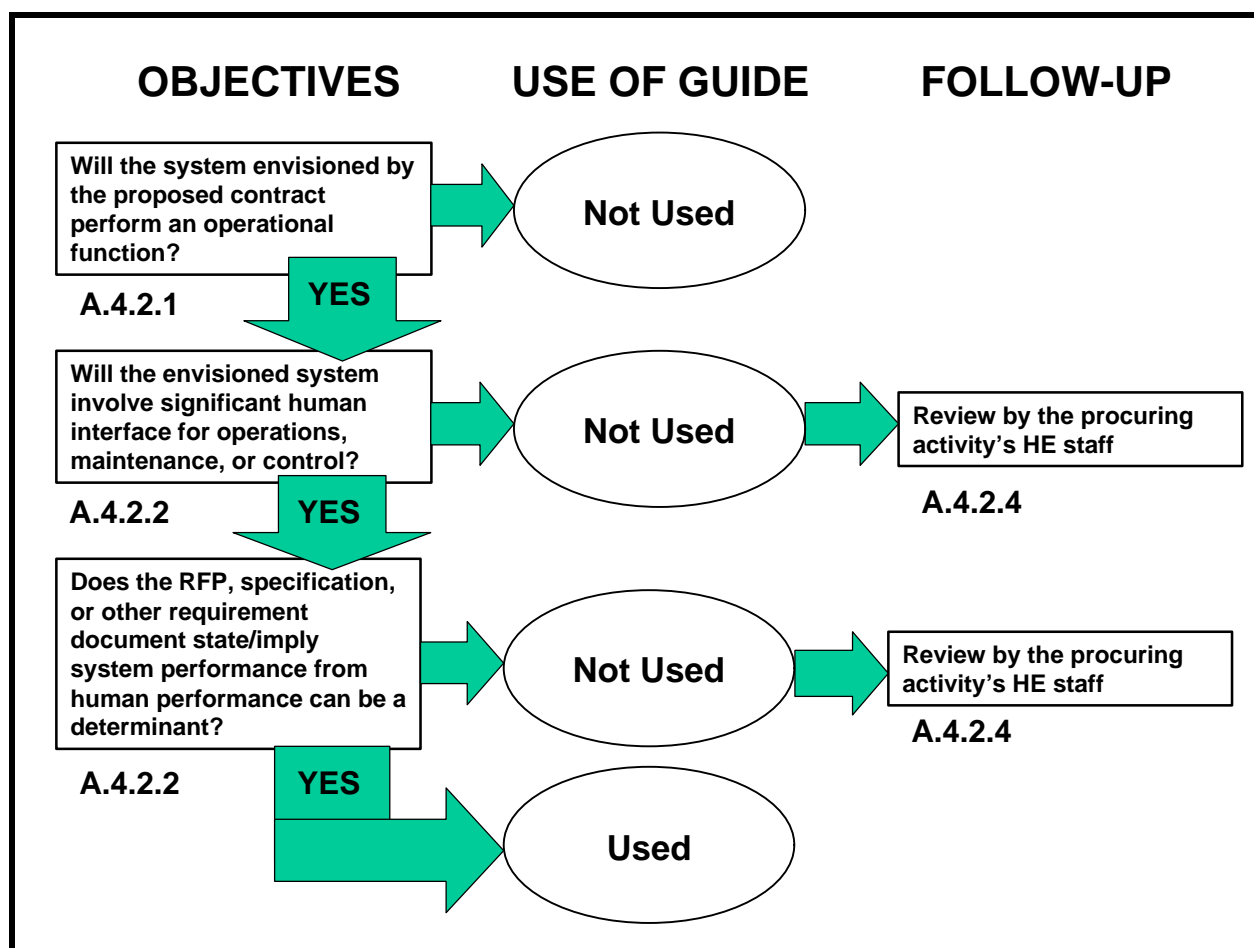 OBJECTIVES
USE OF GUIDE
FOLLOW-UP
Will the system envisioned by
the proposed contract
perform an operational
function?
Not Used
A.4.2.1
YES
Will the envisioned system
involve significant human
interface for operations,
maintenance, or control?
Not Used
Review by the procuring
activity’s HE staff
A.4.2.2
YES
A.4.2.4
Does the RFP, specification,
or other requirement
document state/imply
system performance from
human performance can be a
determinant?
Not Used
Review by the procuring
activity’s HE staff
A.4.2.4
A.4.2.2
YES
Used